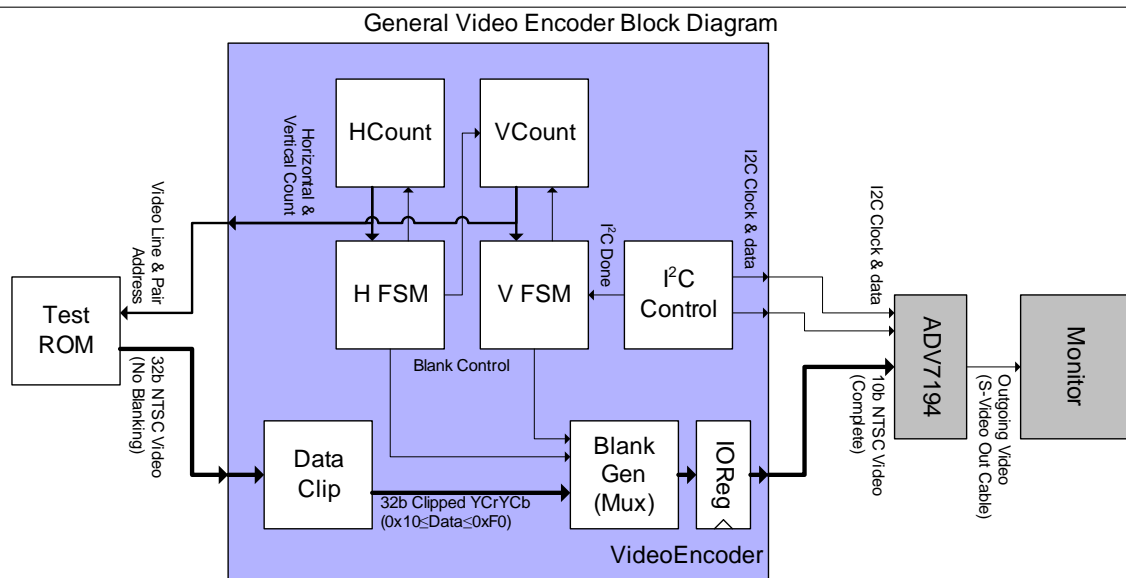 General Video Encoder Block Diagram
HCount
VCount
Horizontal &
Vertical Count
Video Line & Pair
Address
I2C Clock & data
I2C Clock & data
I²C Done
Test
ROM
H FSM
V FSM
I²C
Control
ADV7194
Monitor
Blank Control
32b NTSC Video
(No Blanking)
10b NTSC Video
(Complete)
Outgoing Video
(S-Video Out Cable)
Data
Clip
32b Clipped YCrYCb
(0x10≤Data≤0xF0)
Blank
Gen
(Mux)
IOReg
VideoEncoder